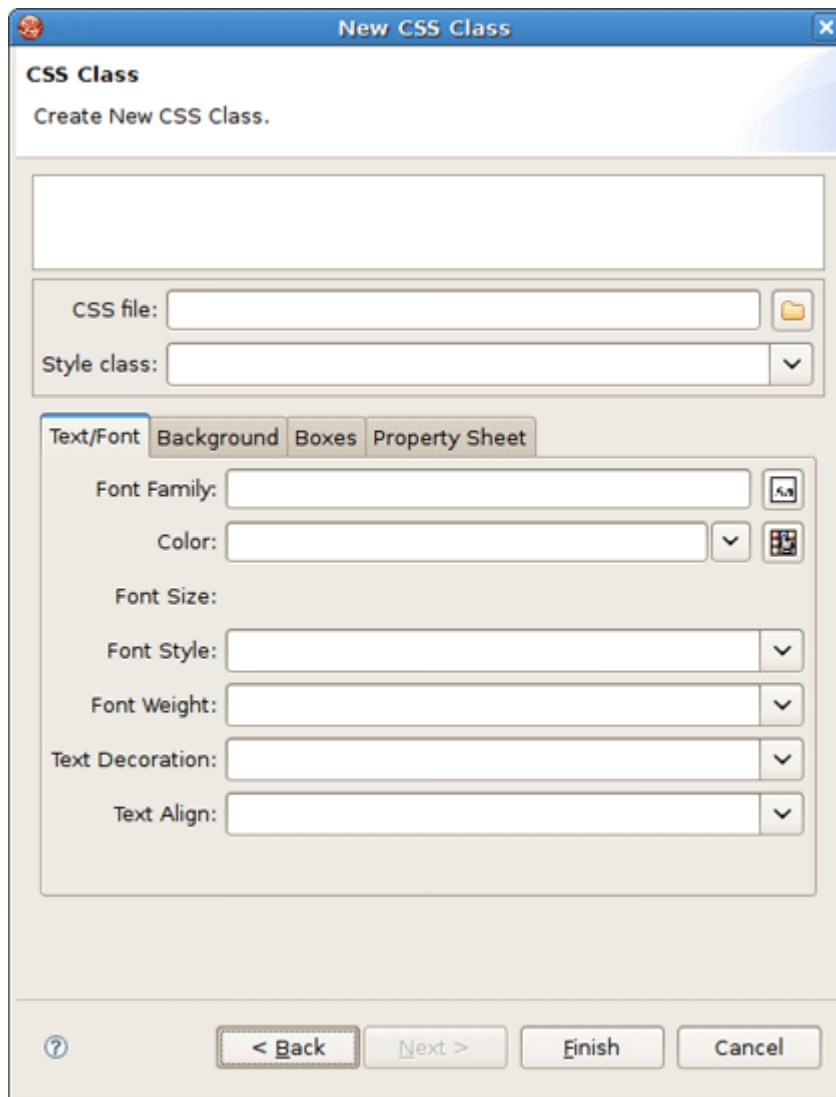 New CSS Class
CSS Class
Create New CSS Class.
CSS file:
Style class:
Text/Font Background Boxes Property Sheet
Font Family:
Color:
Font Size:
Font Style:
Font Weight:
Text Decoration:
Text Align:
? < Back Next > Finish Cancel